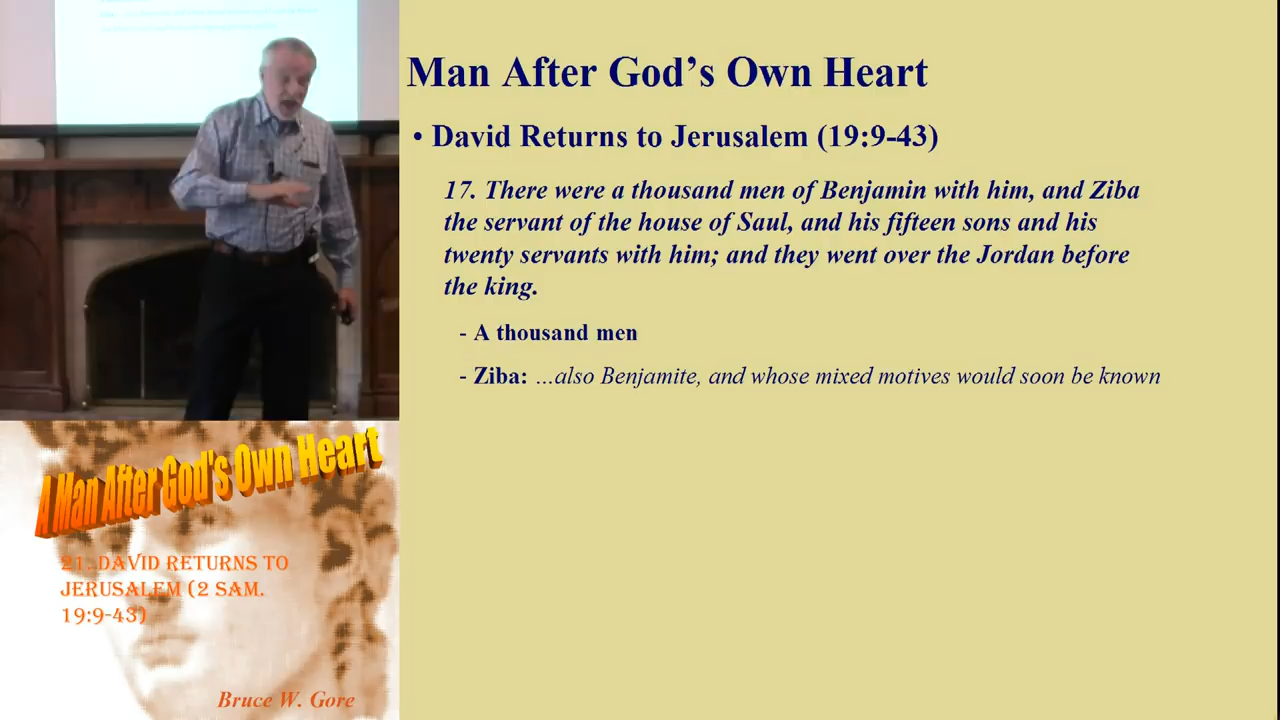 Man After God's Own Heart
• David Returns to Jerusalem (19:9-43)
17. There were a thousand men of Benjamin with him, and Ziba
the servant of the house of Saul, and his fifteen sons and his
twenty servants with him; and they went over the Jordan before
the king.
- A thousand men
- Ziba: …also Benjamite, and whose mixed motives would soon be known
A Man After God's Own Heart
21. DAVID RETURNS TO
JERUSALEM (2 SAM.
19:9-43)
Bruce W. Gore